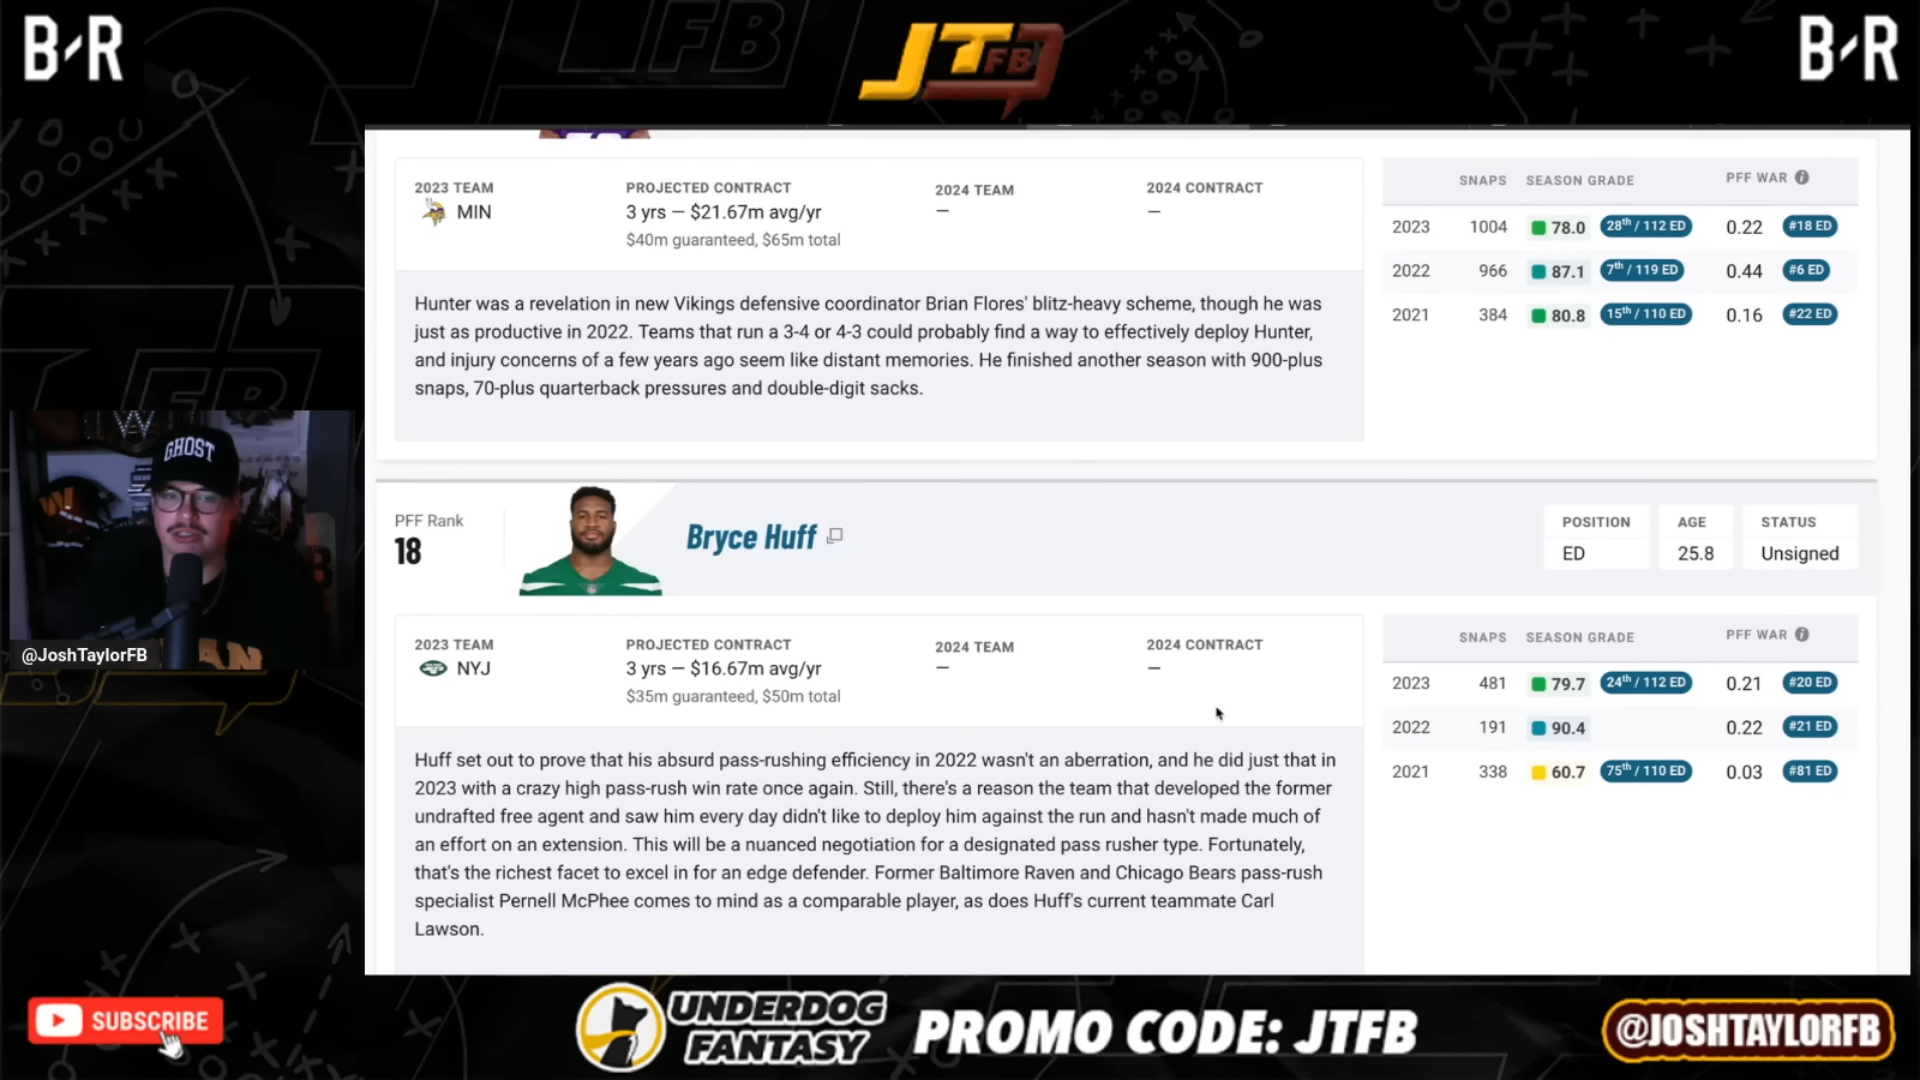 B/R
JTFB
B/R
2023 TEAM
MIN
PROJECTED CONTRACT
3 yrs – $21.67m avg/yr
$40m guaranteed, $65m total
2024 TEAM
—
2024 CONTRACT
—
SNAPS SEASON GRADE PFF WAR
2023 1004 78.0 28th / 112 ED 0.22 #18 ED
2022 966 87.1 7th / 119 ED 0.44 #6 ED
2021 384 80.8 15th / 110 ED 0.16 #22 ED
Hunter was a revelation in new Vikings defensive coordinator Brian Flores' blitz-heavy scheme, though he was
just as productive in 2022. Teams that run a 3-4 or 4-3 could probably find a way to effectively deploy Hunter,
and injury concerns of a few years ago seem like distant memories. He finished another season with 900-plus
snaps, 70-plus quarterback pressures and double-digit sacks.
GHOST
@JoshTaylorFB
PFF Rank
18
Bryce Huff
POSITION
ED
AGE
25.8
STATUS
Unsigned
2023 TEAM
NYJ
PROJECTED CONTRACT
3 yrs – $16.67m avg/yr
$35m guaranteed, $50m total
2024 TEAM
—
2024 CONTRACT
—
SNAPS SEASON GRADE PFF WAR
2023 481 79.7 24th / 112 ED 0.21 #20 ED
2022 191 90.4 0.22 #21 ED
2021 338 60.7 75th / 110 ED 0.03 #81 ED
Huff set out to prove that his absurd pass-rushing efficiency in 2022 wasn't an aberration, and he did just that in
2023 with a crazy high pass-rush win rate once again. Still, there's a reason the team that developed the former
undrafted free agent and saw him every day didn't like to deploy him against the run and hasn't made much of
an effort on an extension. This will be a nuanced negotiation for a designated pass rusher type. Fortunately,
that's the richest facet to excel in for an edge defender. Former Baltimore Raven and Chicago Bears pass-rush
specialist Pernell McPhee comes to mind as a comparable player, as does Huff's current teammate Carl
Lawson.
SUBSCRIBE
UNDERDOG
FANTASY
PROMO CODE: JTFB
@JOSHTAYLORFB